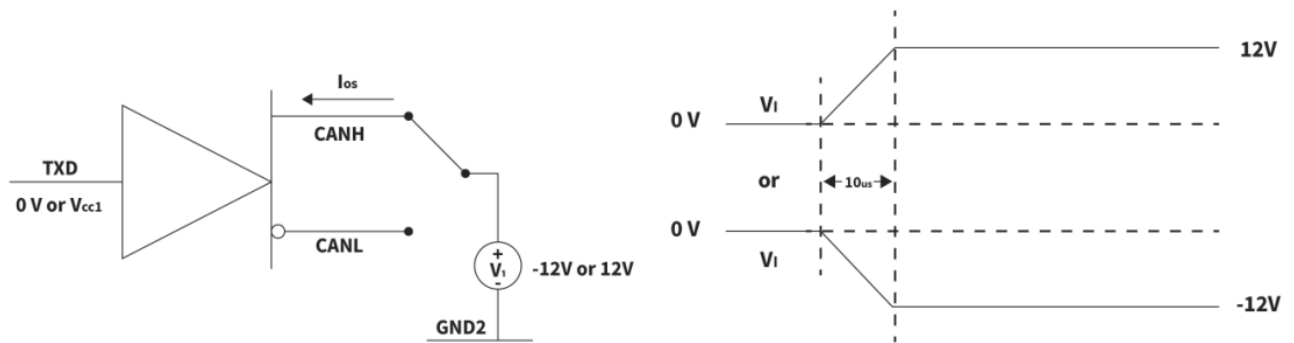 Ios
CANH
TXD
0 V or Vcc1
CANL
+
V1
-
-12V or 12V
GND2
12V
VI
0 V
or
10us
0 V
VI
-12V